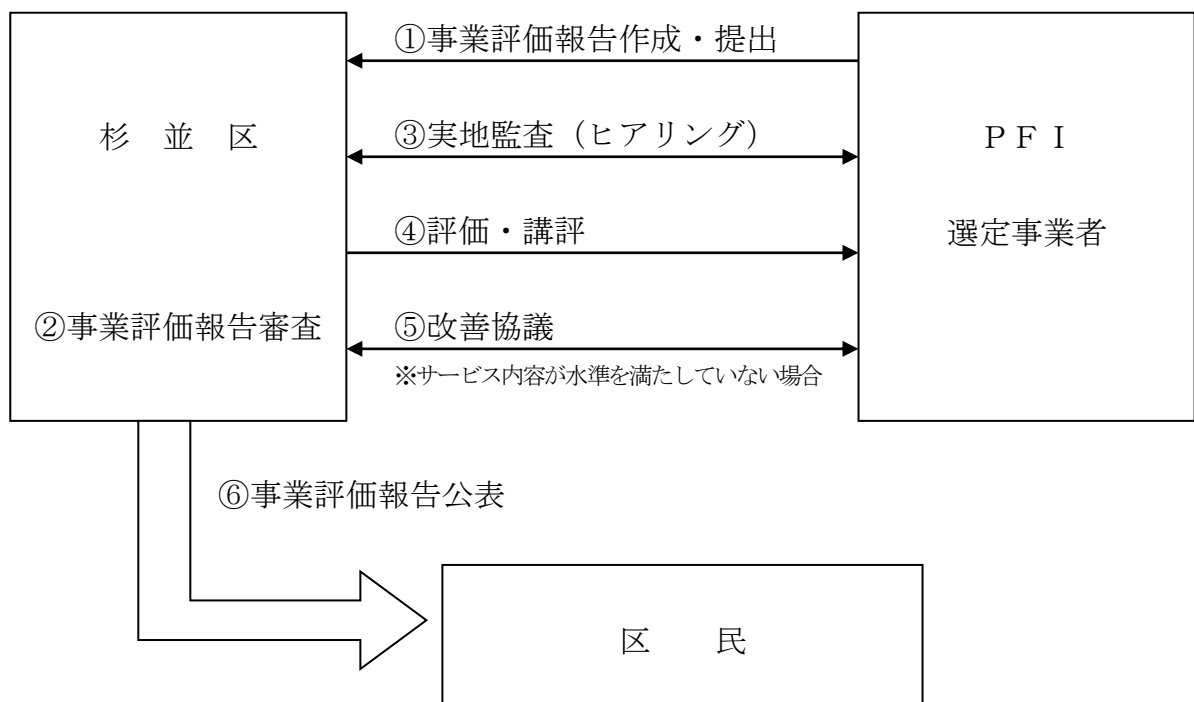 ①事業評価報告作成・提出
杉　並　区
③実地監査（ヒアリング）
ＰＦＩ
④評価・講評
選定事業者
②事業評価報告審査
⑤改善協議
※サービス内容が水準を満たしていない場合
⑥事業評価報告公表
区　　民